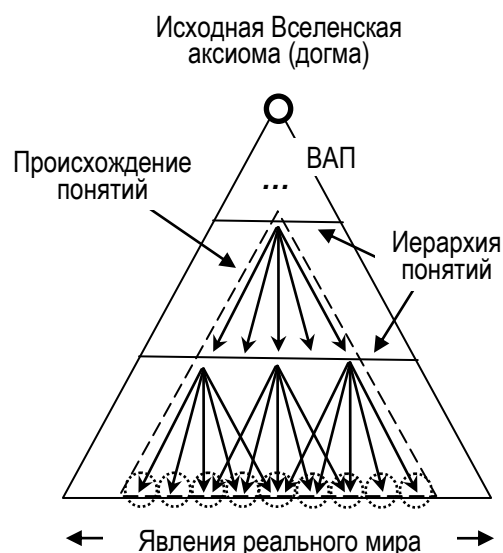 Исходная Вселенская
аксиома (догма)
Происхождение
понятий
ВАП
...
Иерархия
понятий
Явления реального мира